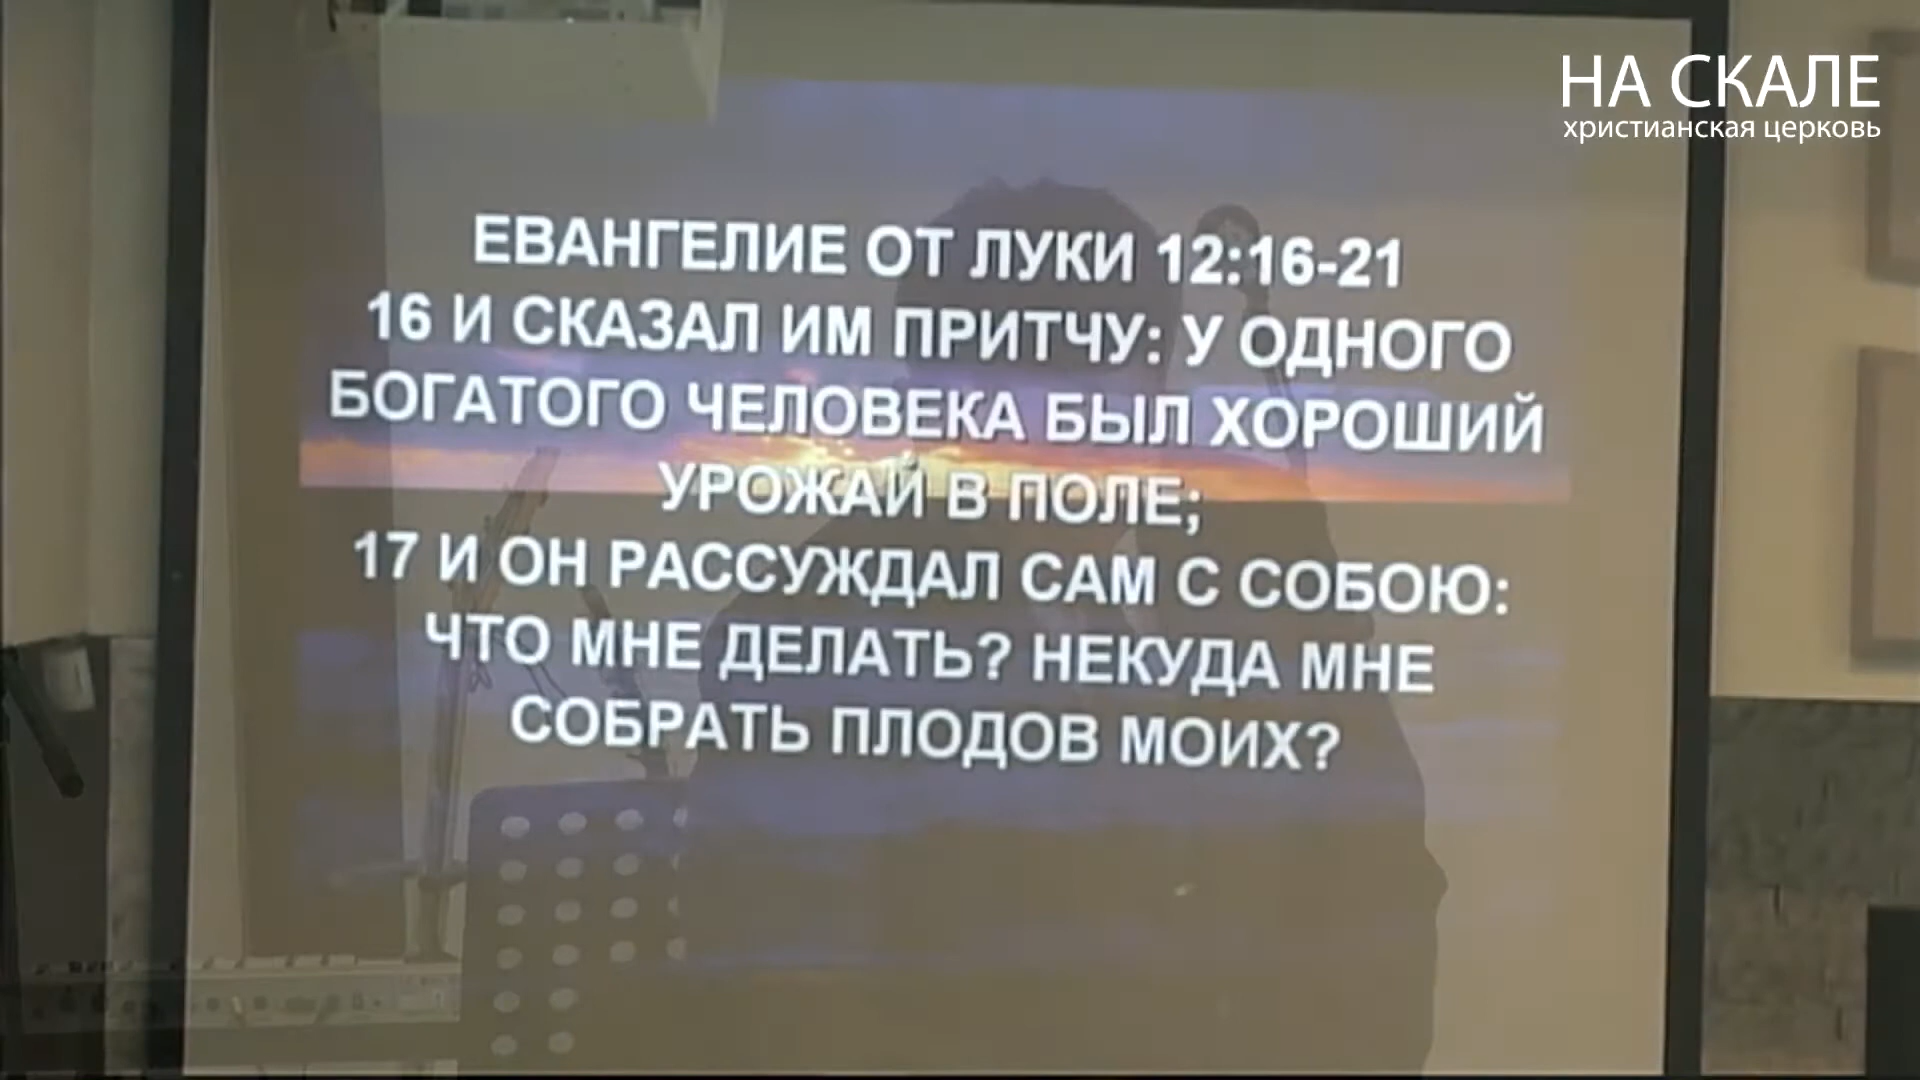 НА СКАЛЕ
христианская церковь
ЕВАНГЕЛИЕ ОТ ЛУКИ 12:16-21
16 И СКАЗАЛ ИМ ПРИТЧУ: У ОДНОГО
БОГАТОГО ЧЕЛОВЕКА БЫЛ ХОРОШИЙ
УРОЖАЙ В ПОЛЕ;
17 И ОН РАССУЖДАЛ САМ С СОБОЮ:
ЧТО МНЕ ДЕЛАТЬ? НЕКУДА МНЕ
СОБРАТЬ ПЛОДОВ МОИХ?